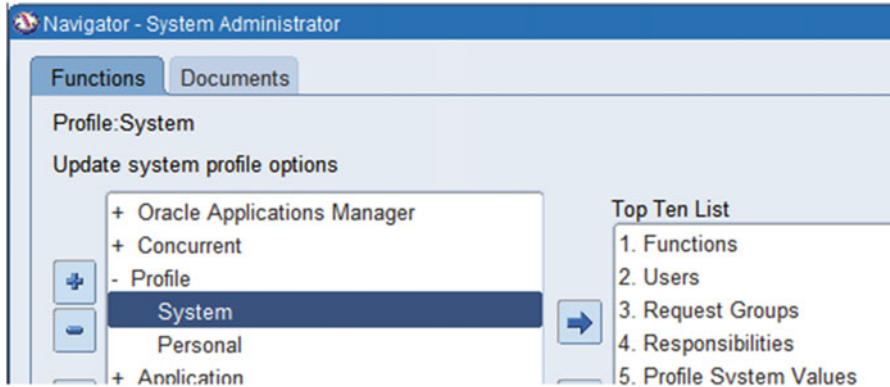 Navigator - System Administrator
Functions Documents
Profile:System
Update system profile options
+ Oracle Applications Manager
+ Concurrent
- Profile
System
Personal
+ Application
Top Ten List
1. Functions
2. Users
3. Request Groups
4. Responsibilities
5. Profile System Values